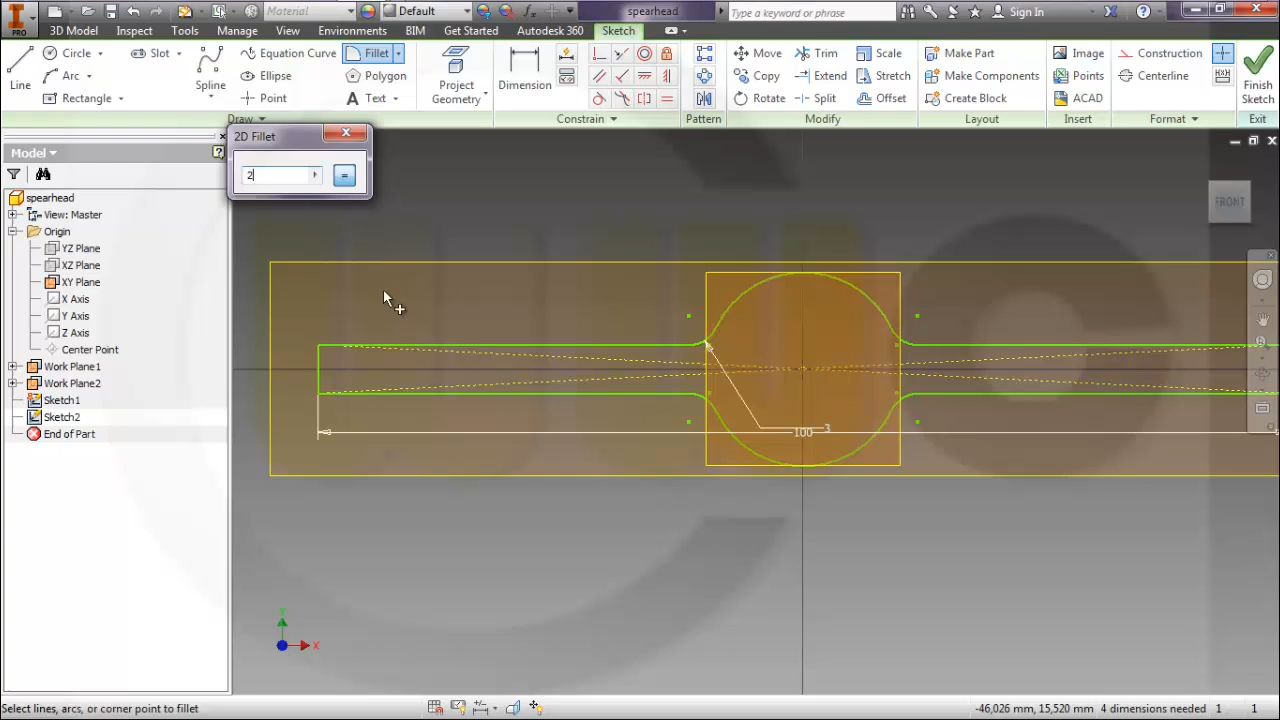 Material
Default
spearhead
Type a keyword or phrase
Sign In
PRO
3D Model
Inspect
Tools
Manage
View
Environments
BIM
Get Started
Autodesk 360
Sketch
Line
Circle
Arc
Rectangle
Slot
Spline
Equation Curve
Ellipse
Point
Fillet
Polygon
Text
Project
Geometry
Dimension
Move
Copy
Rotate
Trim
Extend
Split
Scale
Stretch
Offset
Make Part
Make Components
Create Block
Image
Points
ACAD
Construction
Centerline
Finish
Sketch
Draw
Constrain
Pattern
Modify
Layout
Insert
Format
Exit
2D Fillet
2
=
Model
spearhead
View: Master
Origin
YZ Plane
XZ Plane
XY Plane
X Axis
Y Axis
Z Axis
Center Point
Work Plane1
Work Plane2
Sketch1
Sketch2
End of Part
FRONT
3
100
Y
X
Select lines, arcs, or corner point to fillet
-46,026 mm, 15,520 mm
4 dimensions needed
1
1